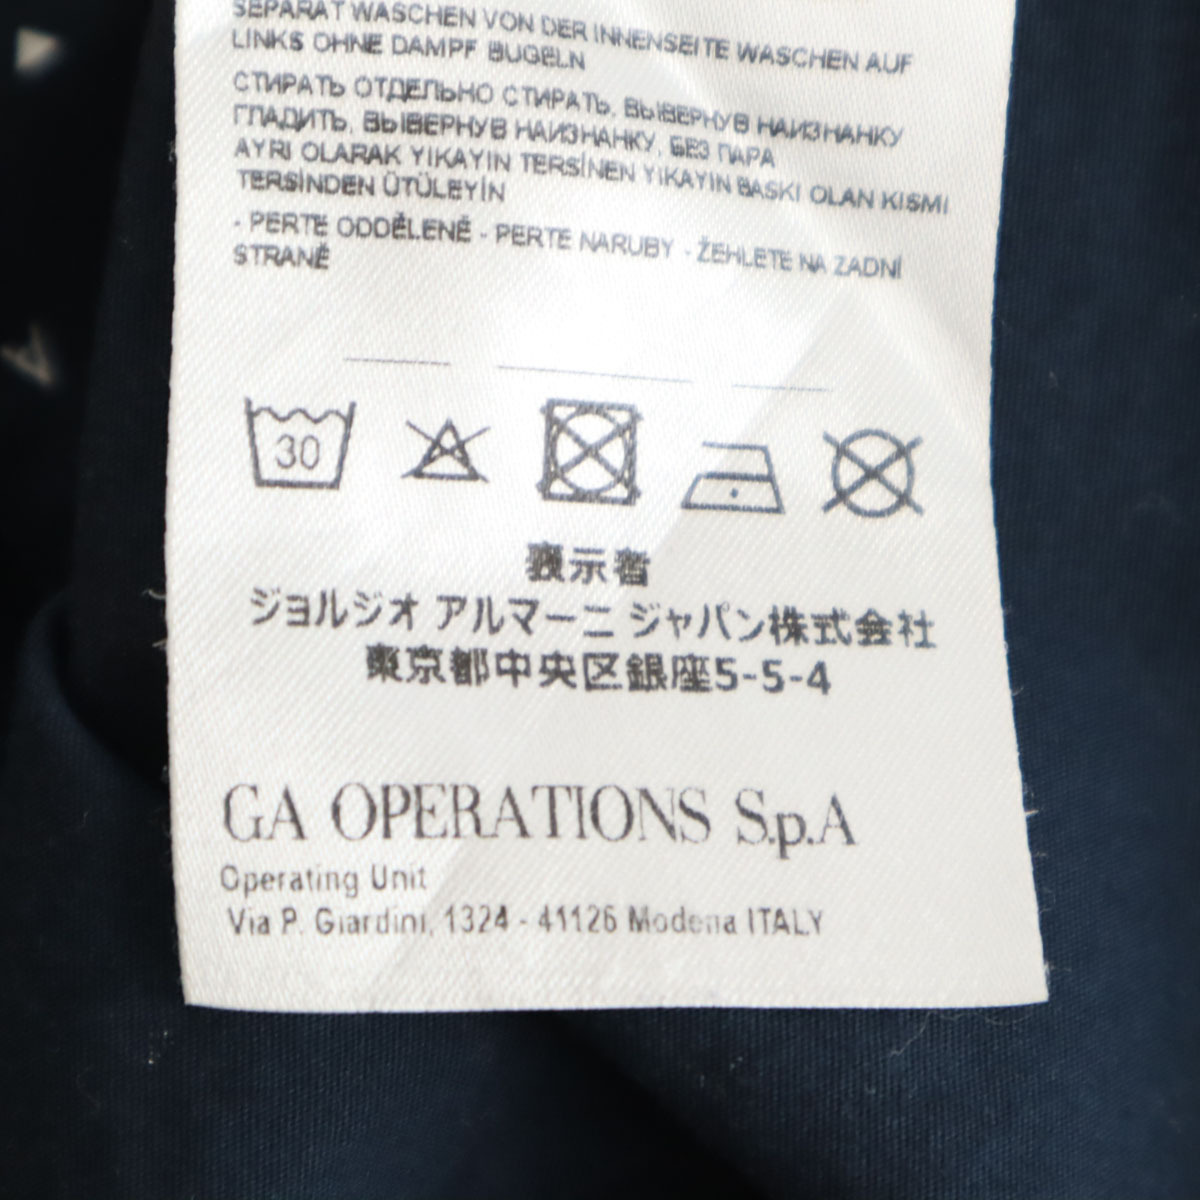 SEPARAT WASCHEN VON DER INNENSEITE WASCHEN AUF
LINKS OHNE DAMPF BUGELN
СТИРАТЬ ОТДЕЛЬНО СТИРАТЬ, ВЫВЕРНУВ НАИЗНАНКУ
ГЛАДИТЬ, ВЫВЕРНУВ НАИЗНАНКУ, БЕЗ ПАРА
AYRI OLARAK YIKAYIN TERSİNEN YIKAYIN BASKI OLAN KISMI
TERSİNDEN ÜTÜLEYİN
- PERTE ODDĚLENĚ - PERTE NARUBY - ŽEHLETE NA ZADNÍ
STRANĚ
30
表示者
ジョルジオ アルマーニ ジャパン株式会社
東京都中央区銀座5-5-4
GA OPERATIONS S.p.A
Operating Unit
Via P. Giardini, 1324 - 41126 Modena ITALY